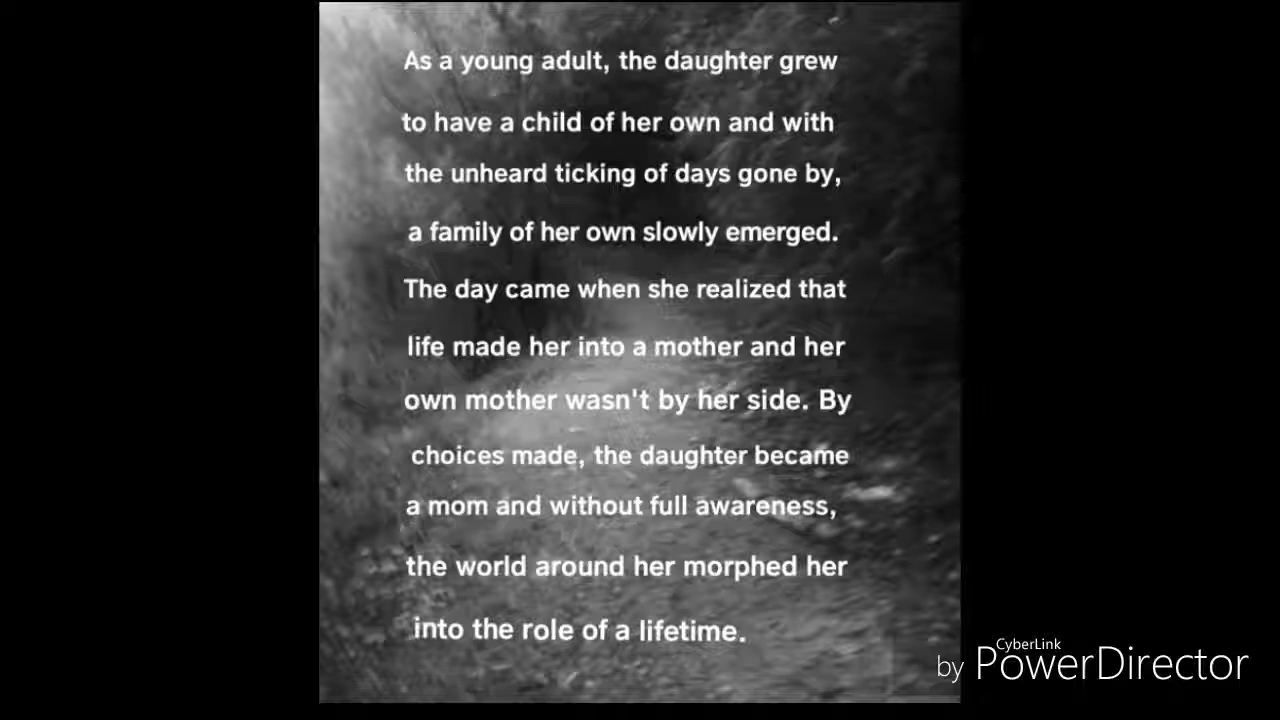 As a young adult, the daughter grew
to have a child of her own and with
the unheard ticking of days gone by,
a family of her own slowly emerged.
The day came when she realized that
life made her into a mother and her
own mother wasn't by her side. By
choices made, the daughter became
a mom and without full awareness,
the world around her morphed her
into the role of a lifetime.
CyberLink
by PowerDirector